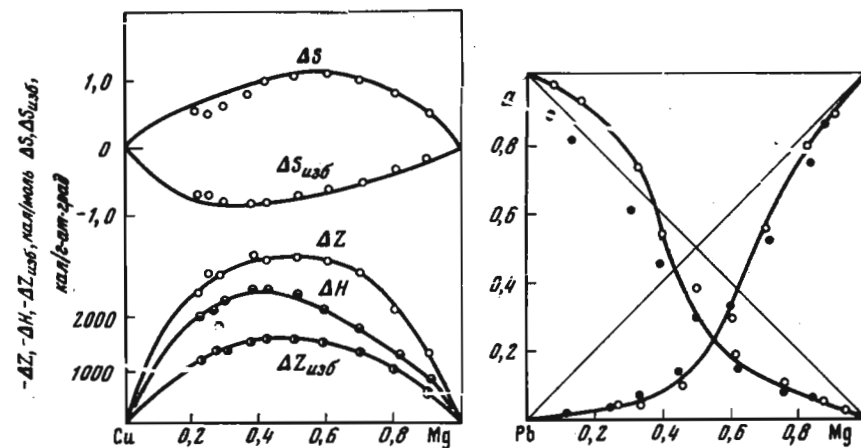 -ΔZ, -ΔH, -ΔZизб, кал/моль ΔS, ΔSизб,
кал/г-ат·град
1,0
0
-1,0
2000
1000
ΔS
ΔSизб
ΔZ
ΔH
ΔZизб
Cu 0,2 0,4 0,6 0,8 Mg
a
0,8
0,6
0,4
0,2
Pb 0,2 0,4 0,6 0,8 Mg